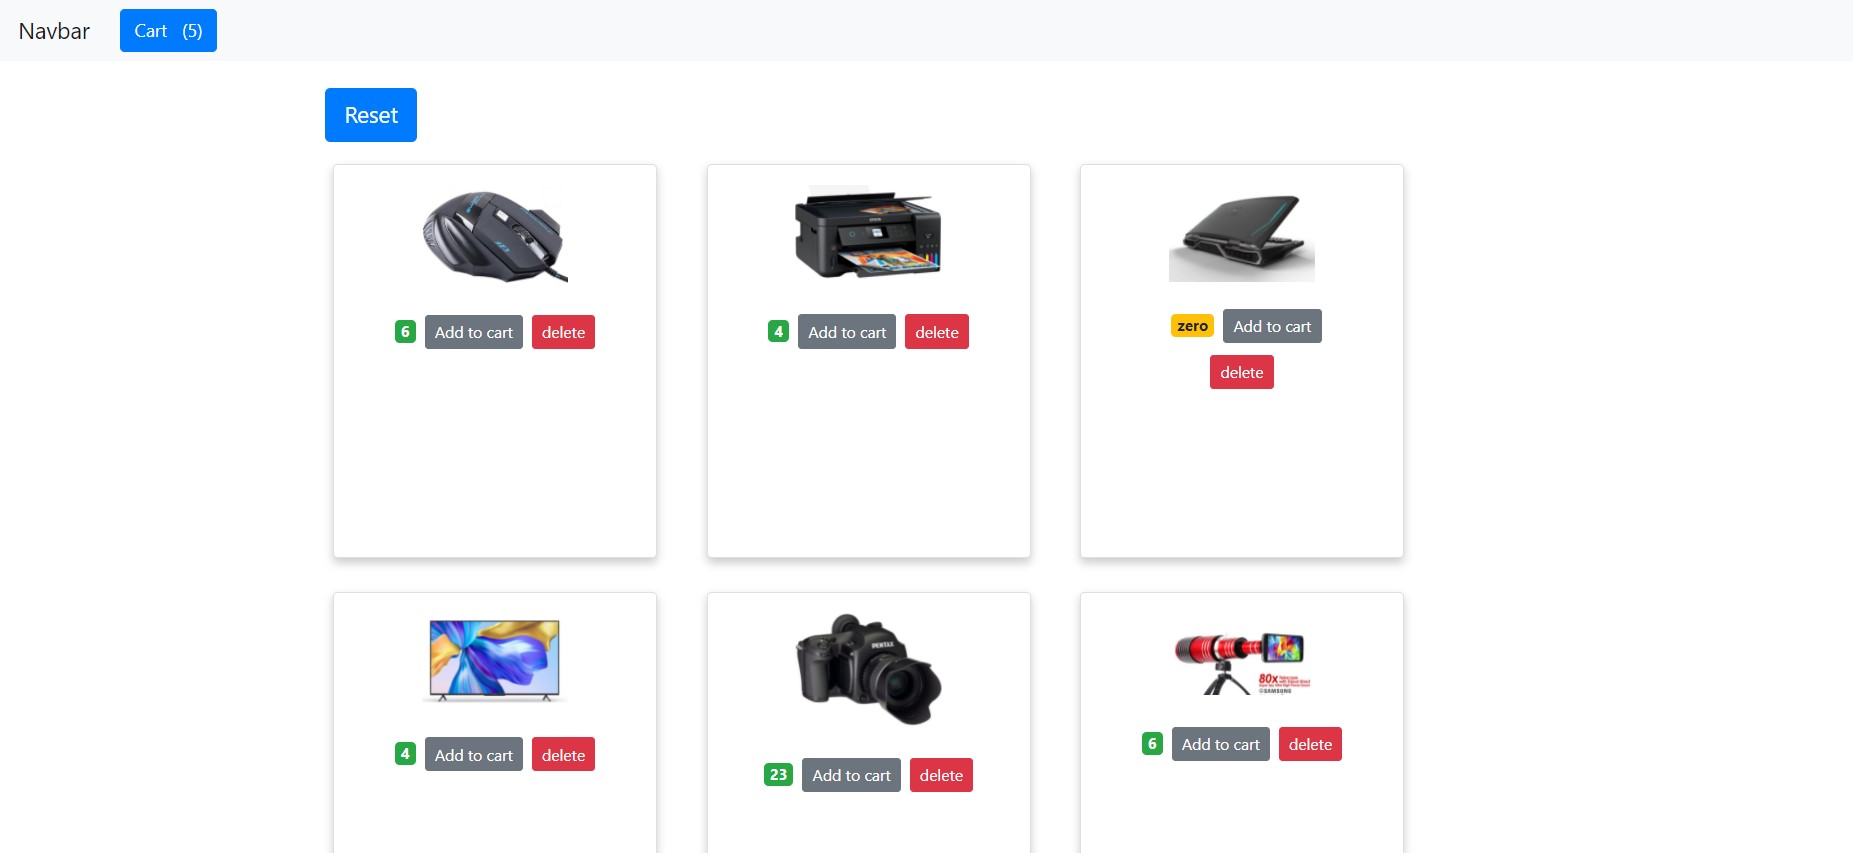 Navbar Cart (5)
Reset
EPSON
6 Add to cart delete
4 Add to cart delete
zero Add to cart
delete
PENTAX
80x
SAMSUNG
4 Add to cart delete
23 Add to cart delete
6 Add to cart delete